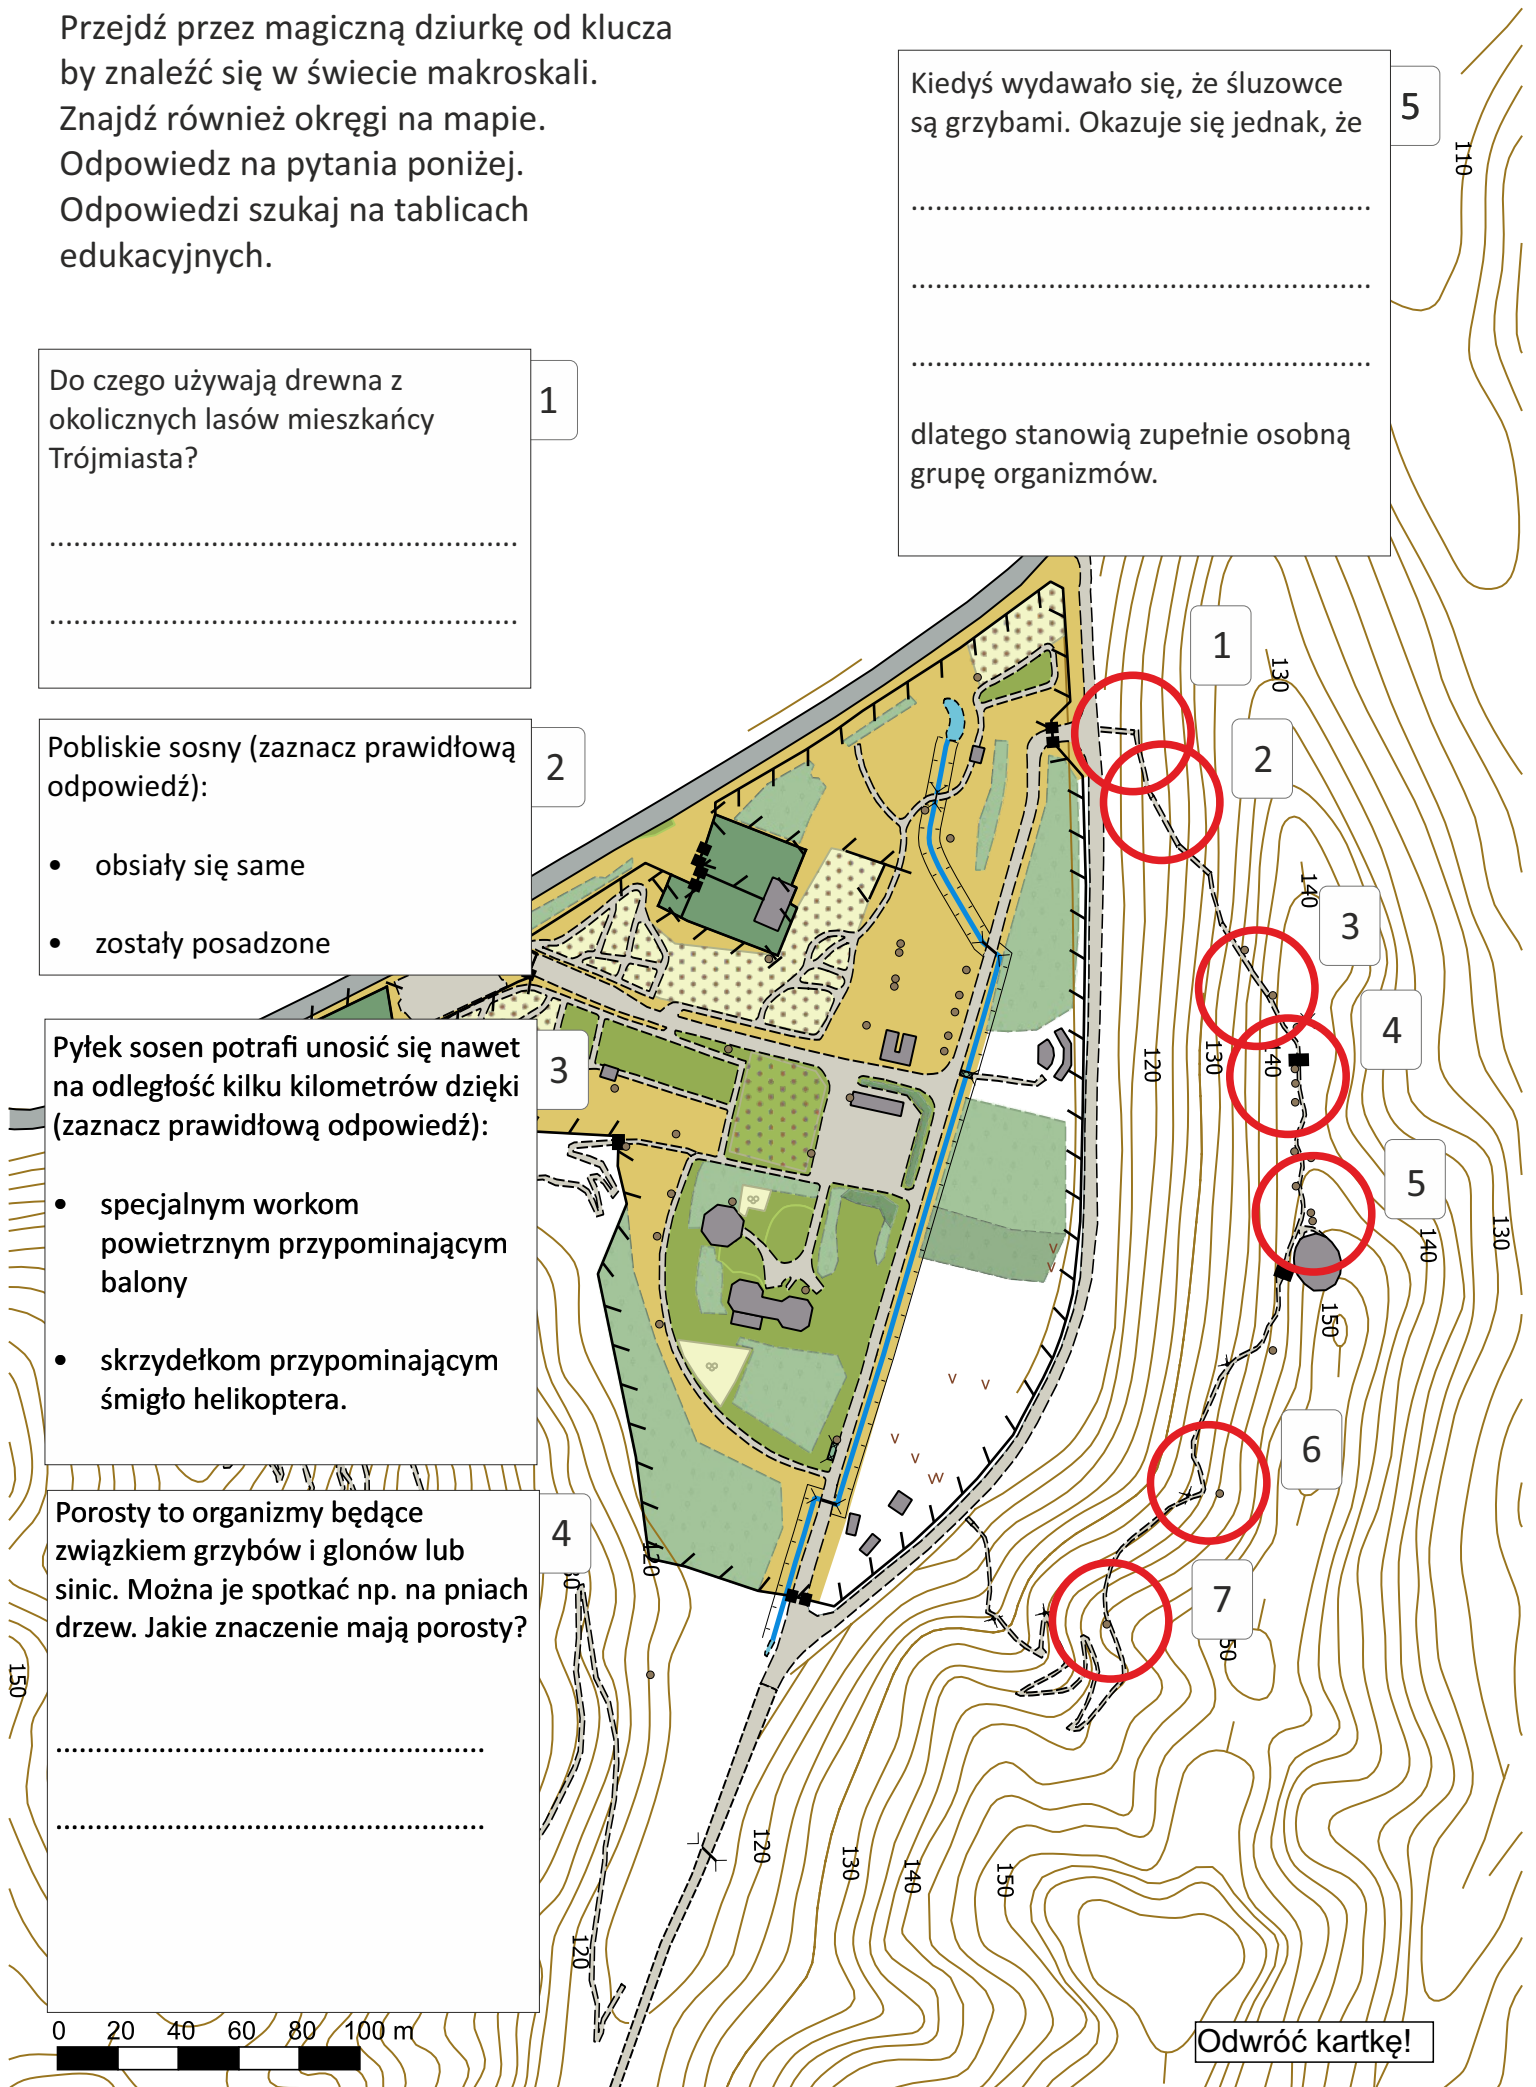 Przejdź przez magiczną dziurkę od klucza
by znaleźć się w świecie makroskali.
Znajdź również okręgi na mapie.
Odpowiedz na pytania poniżej.
Odpowiedzi szukaj na tablicach
edukacyjnych.
Kiedyś wydawało się, że śluzowce
są grzybami. Okazuje się jednak, że
..........................................................
..........................................................
..........................................................
dlatego stanowią zupełnie osobną
grupę organizmów.
5
110
Do czego używają drewna z
okolicznych lasów mieszkańcy
Trójmiasta?
..........................................................
..........................................................
1
Pobliskie sosny (zaznacz prawidłową
odpowiedź):
• obsiały się same
• zostały posadzone
2
Pyłek sosen potrafi unosić się nawet
na odległość kilku kilometrów dzięki
(zaznacz prawidłową odpowiedź):
• specjalnym workom
powietrznym przypominającym
balony
• skrzydełkom przypominającym
śmigło helikoptera.
3
Porosty to organizmy będące
związkiem grzybów i glonów lub
sinic. Można je spotkać np. na pniach
drzew. Jakie znaczenie mają porosty?
......................................................
......................................................
4
1
130
2
140
3
4
120
130
140
5
140
130
150
6
7
50
120
150
120
130
140
150
120
0 20 40 60 80 100 m
Odwróć kartkę!